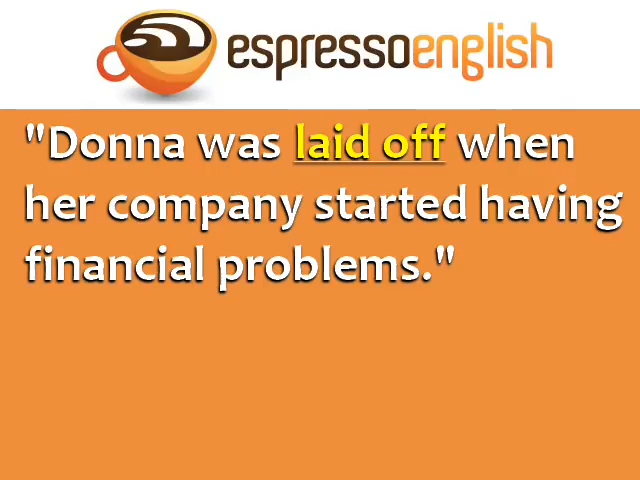 espressoenglish
"Donna was laid off when
her company started having
financial problems."